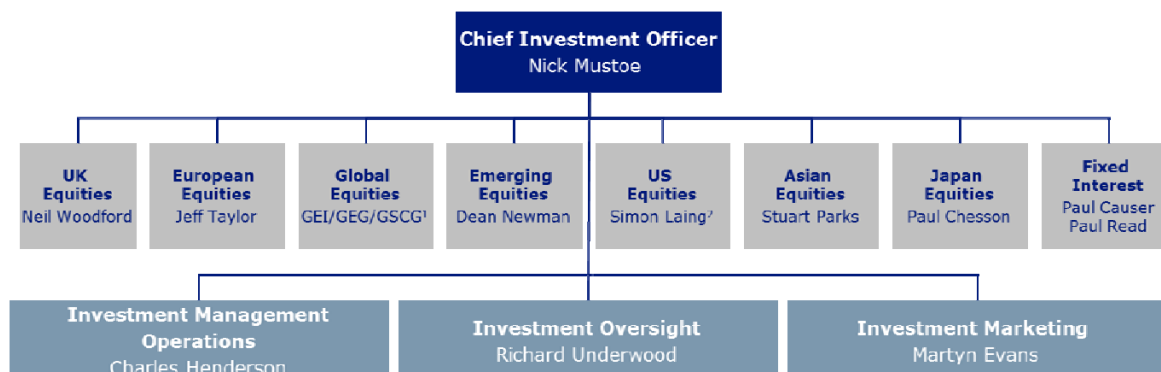 Chief Investment Officer
Nick Mustoe
UK
Equities
Neil Woodford
European
Equities
Jeff Taylor
Global
Equities
GEI/GEG/GSCG¹
Emerging
Equities
Dean Newman
US
Equities
Simon Laing²
Asian
Equities
Stuart Parks
Japan
Equities
Paul Chesson
Fixed
Interest
Paul Causer
Paul Read
Investment Management
Operations
Charles Henderson
Investment Oversight
Richard Underwood
Investment Marketing
Martyn Evans